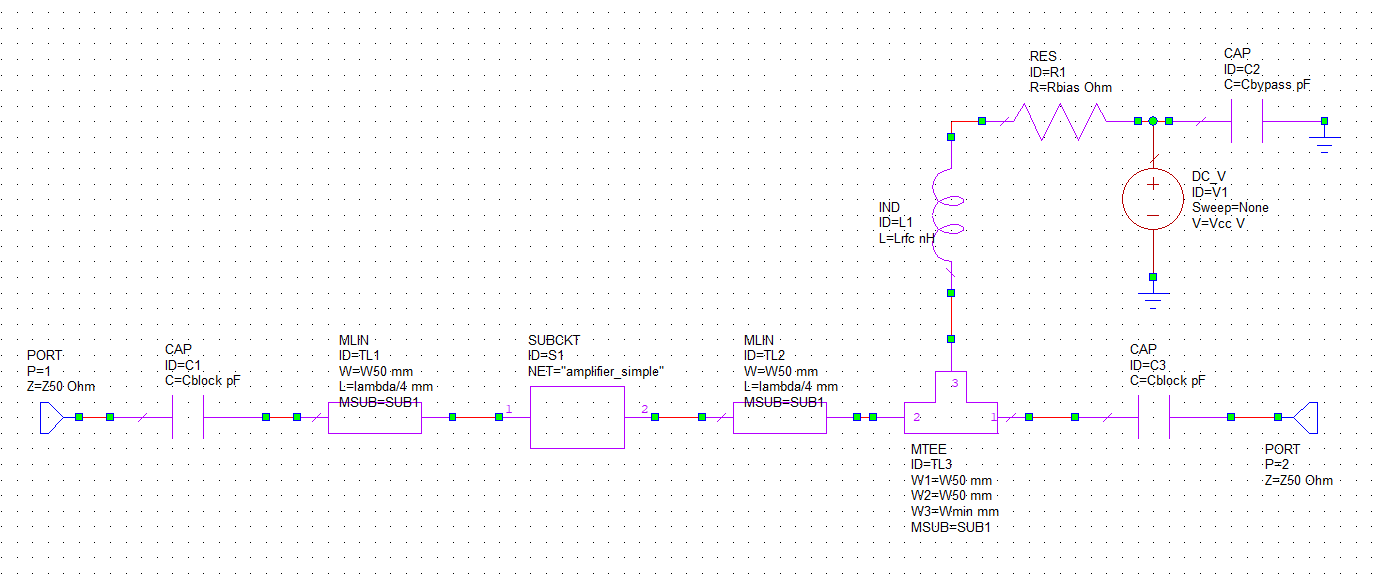 RES
ID=R1
R=Rbias Ohm
CAP
ID=C2
C=Cbypass pF
DC_V
ID=V1
Sweep=None
V=Vcc V
IND
ID=L1
L=Lrfc nH
PORT
P=1
Z=Z50 Ohm
CAP
ID=C1
C=Cblock pF
MLIN
ID=TL1
W=W50 mm
L=lambda/4 mm
MSUB=SUB1
SUBCKT
ID=S1
NET="amplifier_simple"
1
2
MLIN
ID=TL2
W=W50 mm
L=lambda/4 mm
MSUB=SUB1
3
2
1
MTEE
ID=TL3
W1=W50 mm
W2=W50 mm
W3=Wmin mm
MSUB=SUB1
CAP
ID=C3
C=Cblock pF
PORT
P=2
Z=Z50 Ohm